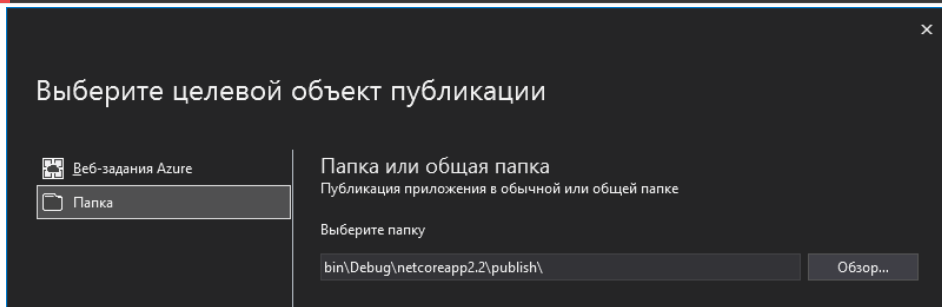 Выберите целевой объект публикации
Веб-задания Azure
Папка
Папка или общая папка
Публикация приложения в обычной или общей папке
Выберите папку
bin\Debug\netcoreapp2.2\publish\
Обзор...